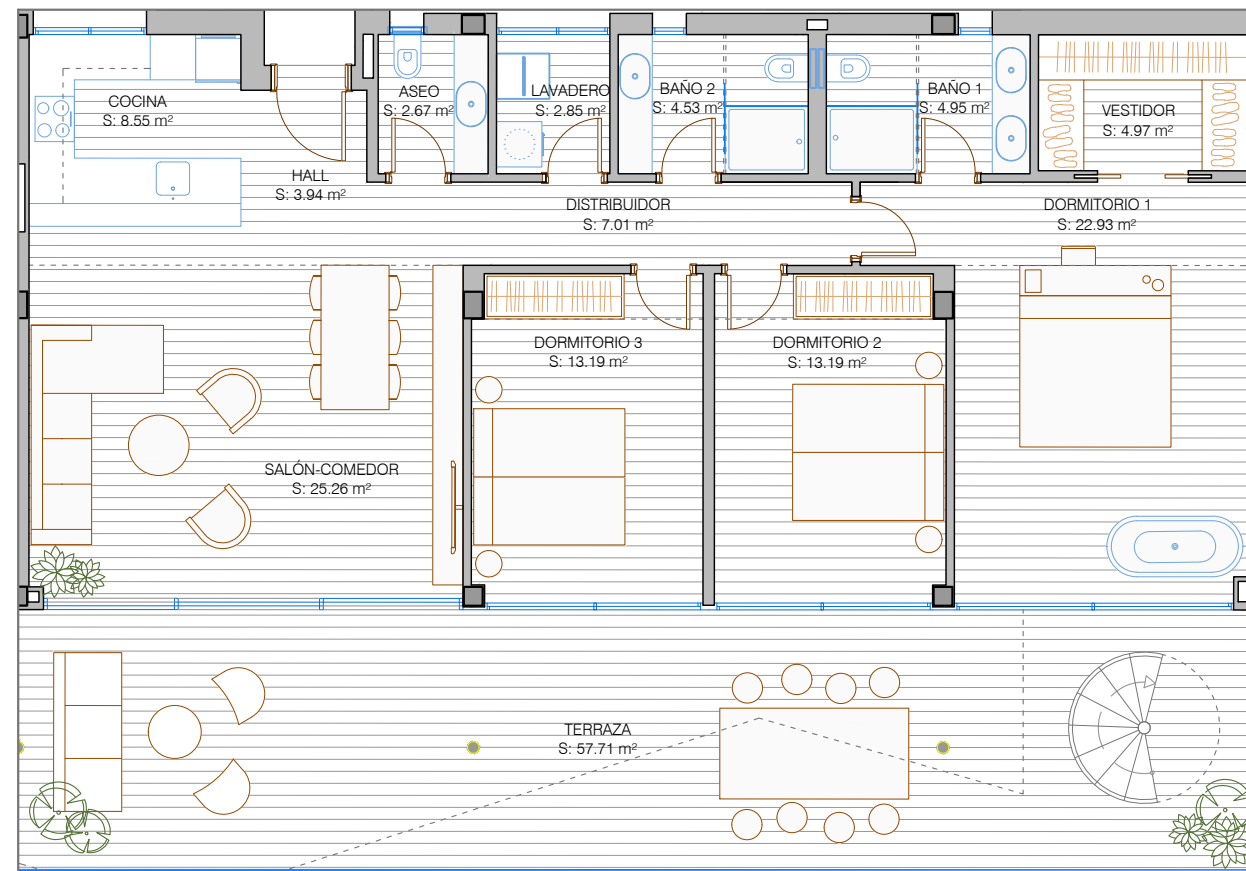 COCINA
S: 8.55 m²
ASEO
S: 2.67 m²
LAVADERO
S: 2.85 m²
BAÑO 2
S: 4.53 m²
BAÑO 1
S: 4.95 m²
VESTIDOR
S: 4.97 m²
HALL
S: 3.94 m²
DISTRIBUIDOR
S: 7.01 m²
DORMITORIO 1
S: 22.93 m²
DORMITORIO 3
S: 13.19 m²
DORMITORIO 2
S: 13.19 m²
SALÓN-COMEDOR
S: 25.26 m²
TERRAZA
S: 57.71 m²